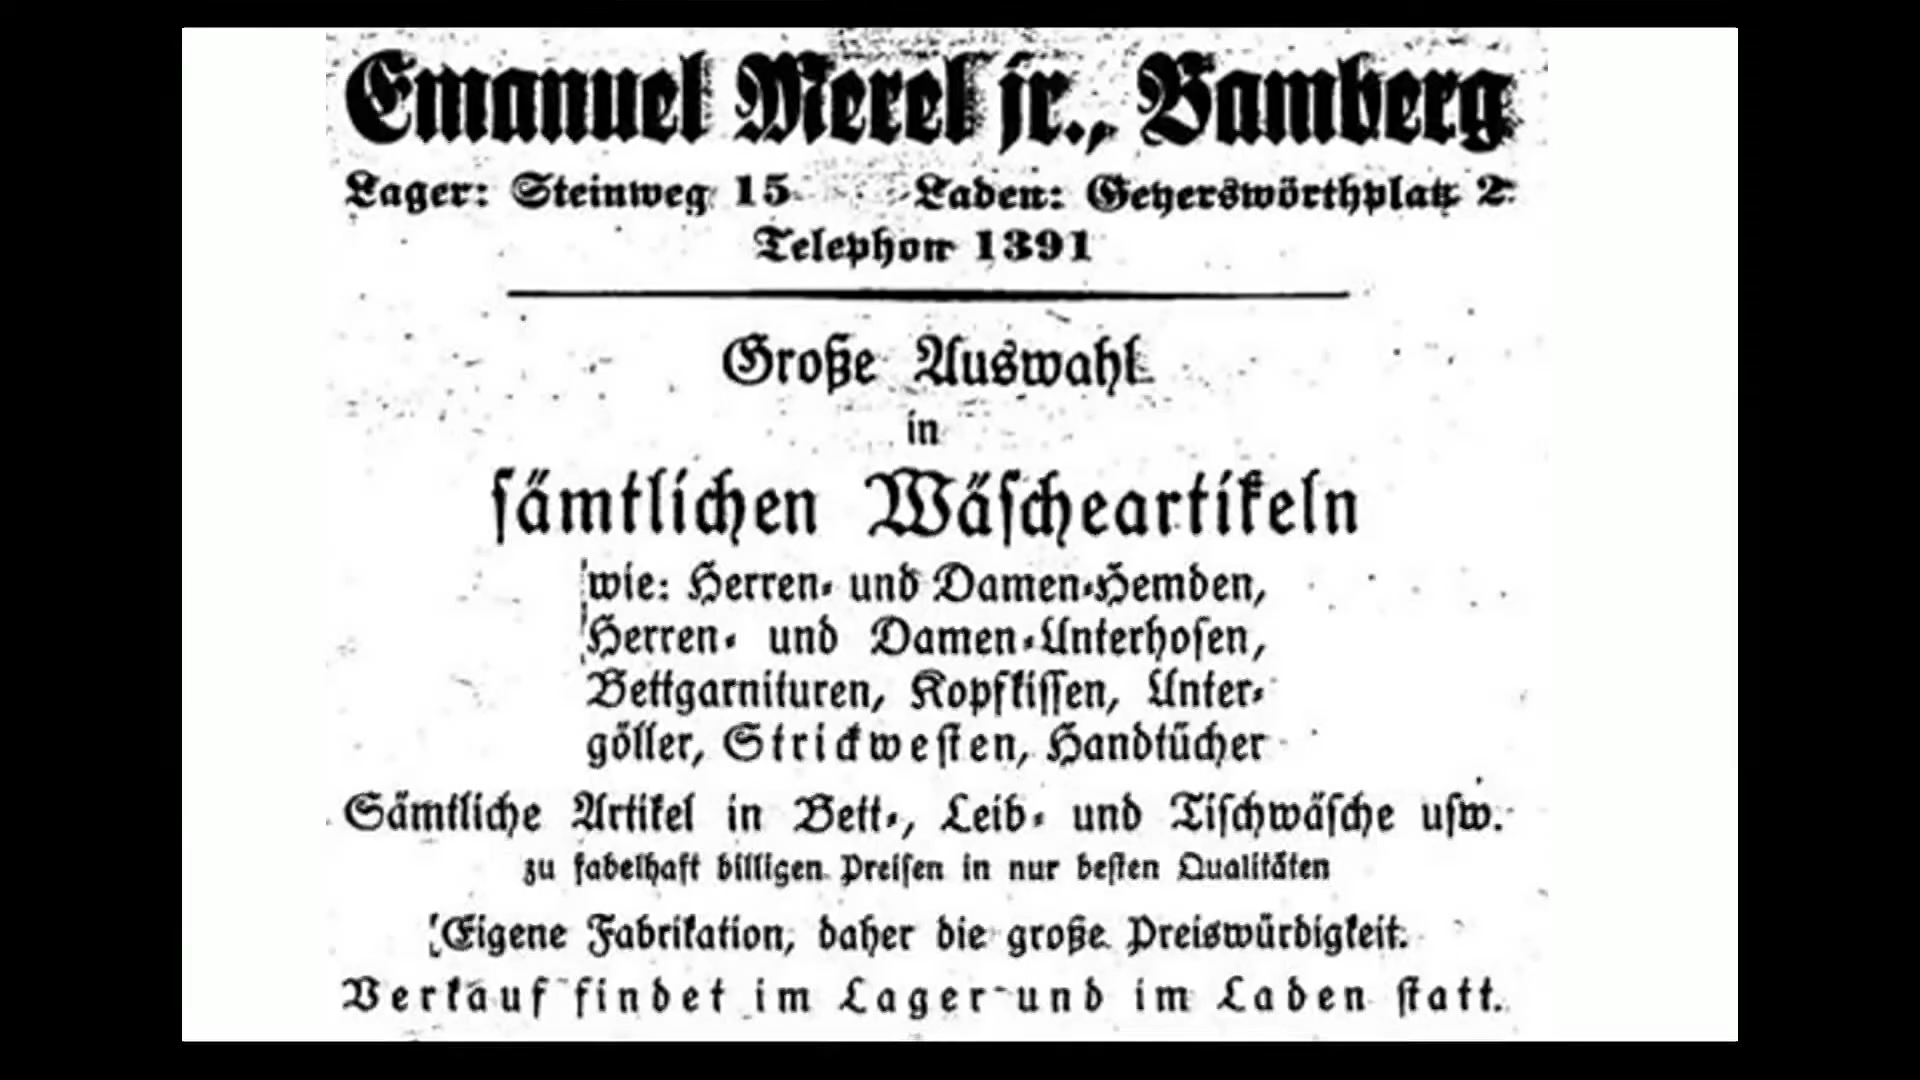 Emanuel Merel jr., Bamberg
Lager: Steinweg 15 Laden: Geyerswörthplatz 2
Telephon 1391
Große Auswahl
in
sämtlichen Wäscheartikeln
wie: Herren- und Damen-Hemden,
Herren- und Damen-Unterhosen,
Bettgarnituren, Kopfkissen, Unter-
göller, Strickwesten, Handtücher
Sämtliche Artikel in Bett-, Leib- und Tischwäsche usw.
zu fabelhaft billigen Preisen in nur besten Qualitäten
Eigene Fabrikation, daher die große Preiswürdigkeit.
Verkauf findet im Lager und im Laden statt.